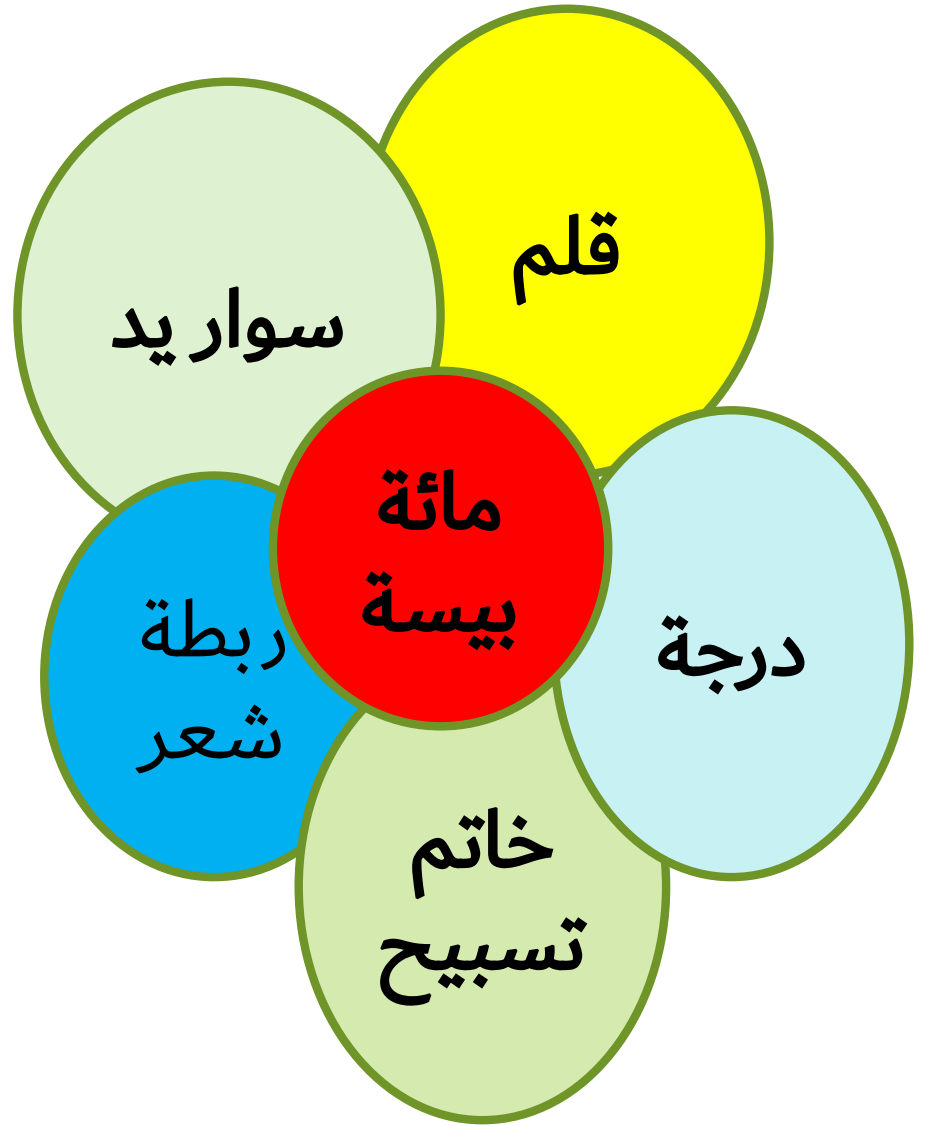 قلم
سوار يد
مائة
بيسة
درجة
ربطة
شعر
خاتم
تسبيح